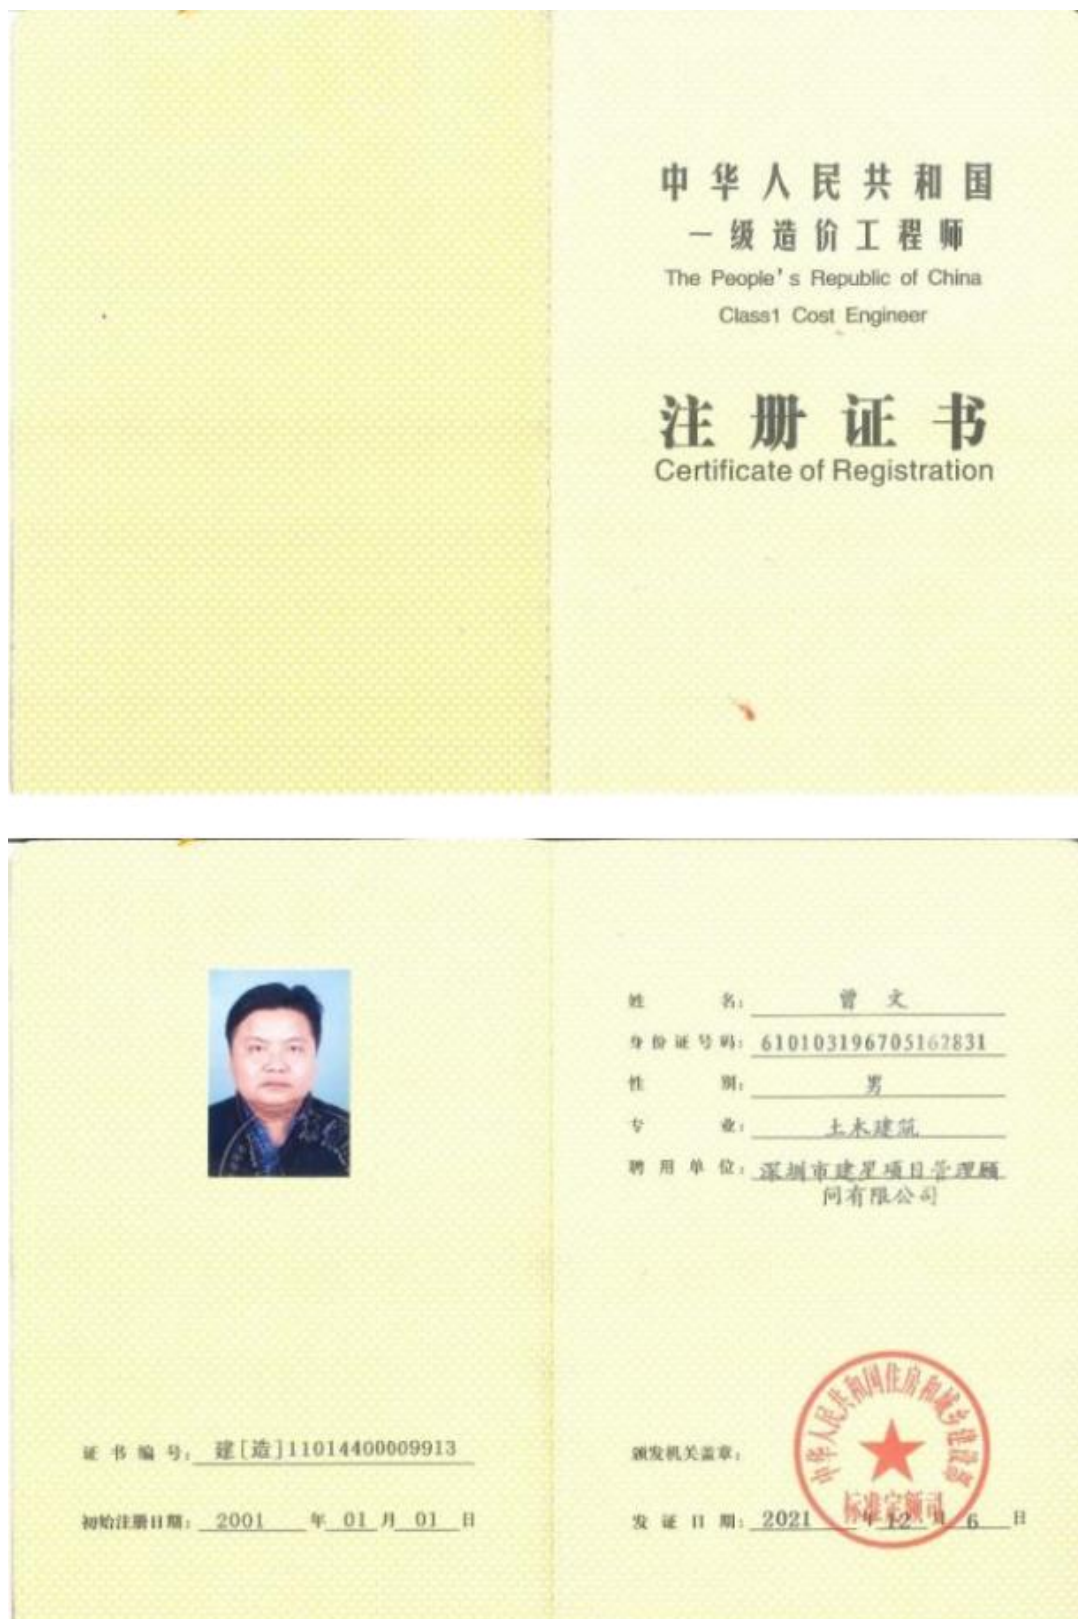 中华人民共和国
一级造价工程师
The People's Republic of China
Class1 Cost Engineer
注册证书
Certificate of Registration
姓名: 曾文
身份证号码: 610103196705162831
性别: 男
专业: 土木建筑
聘用单位: 深圳市建星项目管理顾
问有限公司
证书编号: 建[造]11014400009913
初始注册日期: 2001 年 01 月 01 日
颁发机关盖章:
中华人民共和国住房和城乡建设部
标准定额司
发证日期: 2021 年 12 月 6 日